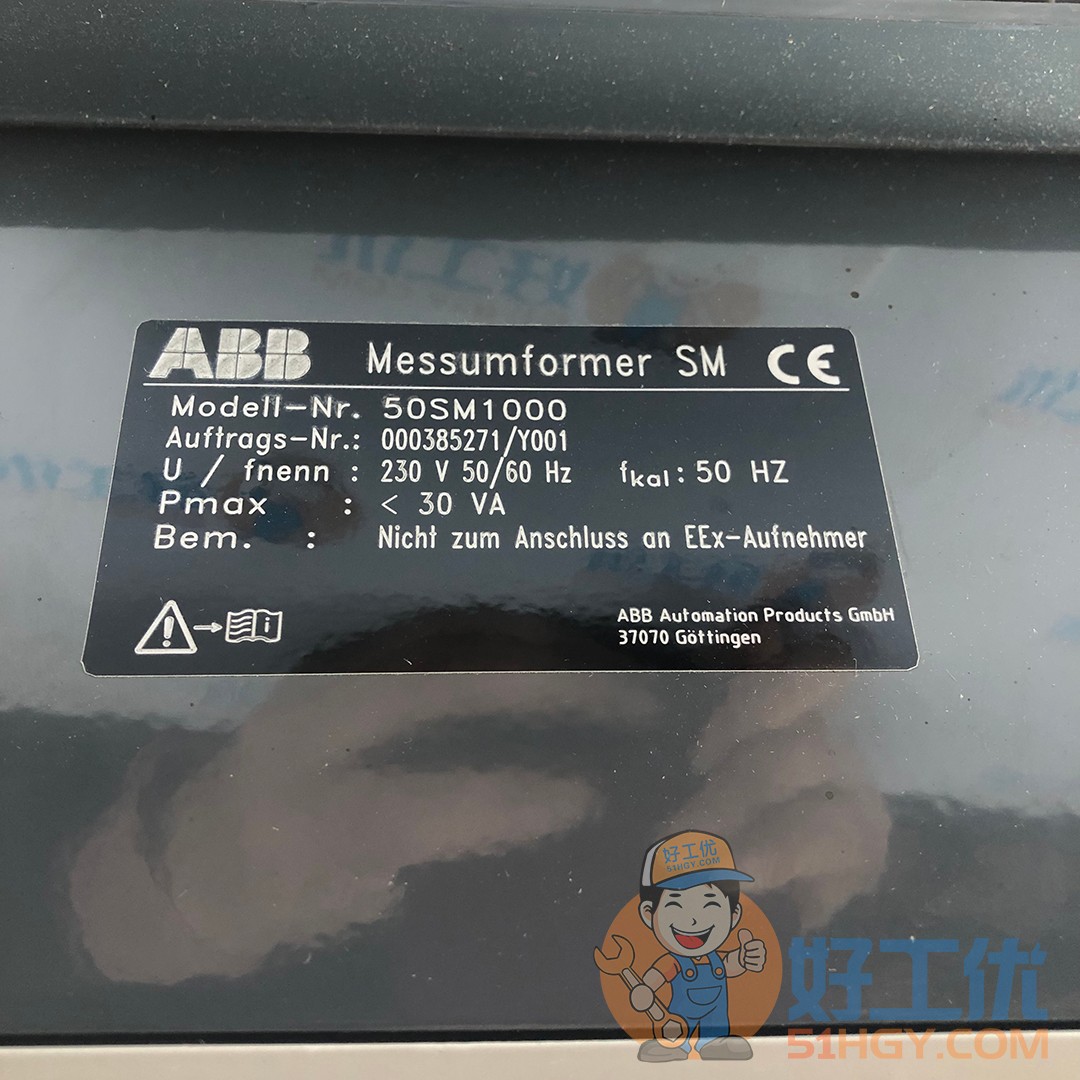 ABB Messumformer SM CE
Modell-Nr. 50SM1000
Auftrags-Nr.: 000385271/Y001
U / fnenn : 230 V 50/60 Hz fkal: 50 HZ
Pmax : < 30 VA
Bem. : Nicht zum Anschluss an EEx-Aufnehmer
i
ABB Automation Products GmbH
37070 Göttingen
好工优
51HGY.COM
好工优
51HGY.COM